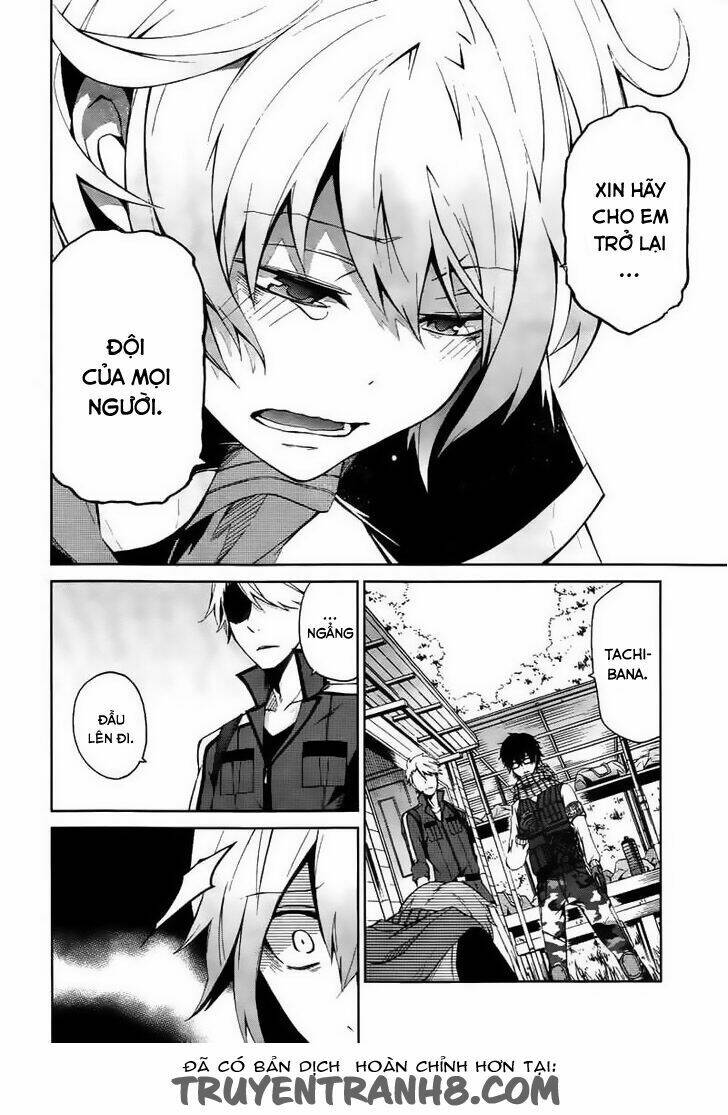 XIN HÃY
CHO EM
TRỞ LẠI
...
ĐỘI
CỦA MỌI
NGƯỜI.
TACHI-
BANA.
...
NGẨNG
ĐẦU
LÊN ĐI.
ĐÃ CÓ BẢN DỊCH HOÀN CHỈNH HƠN TẠI:
TRUYENTRANH8.COM